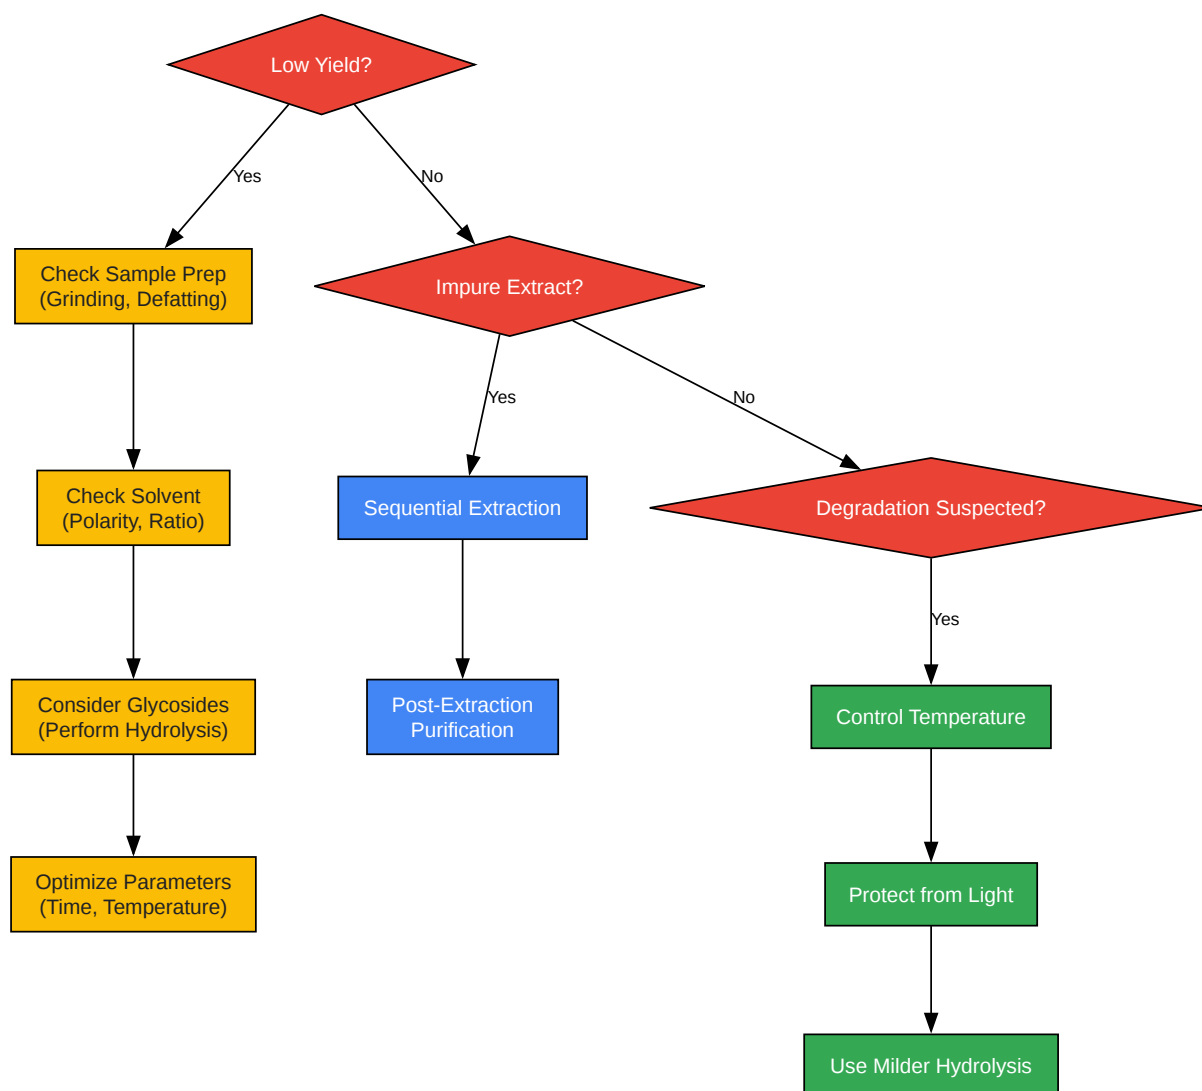 Low Yield?
Yes
No
Check Sample Prep
(Grinding, Defatting)
Impure Extract?
Yes
No
Check Solvent
(Polarity, Ratio)
Sequential Extraction
Degradation Suspected?
Yes
Consider Glycosides
(Perform Hydrolysis)
Post-Extraction
Purification
Control Temperature
Optimize Parameters
(Time, Temperature)
Protect from Light
Use Milder Hydrolysis